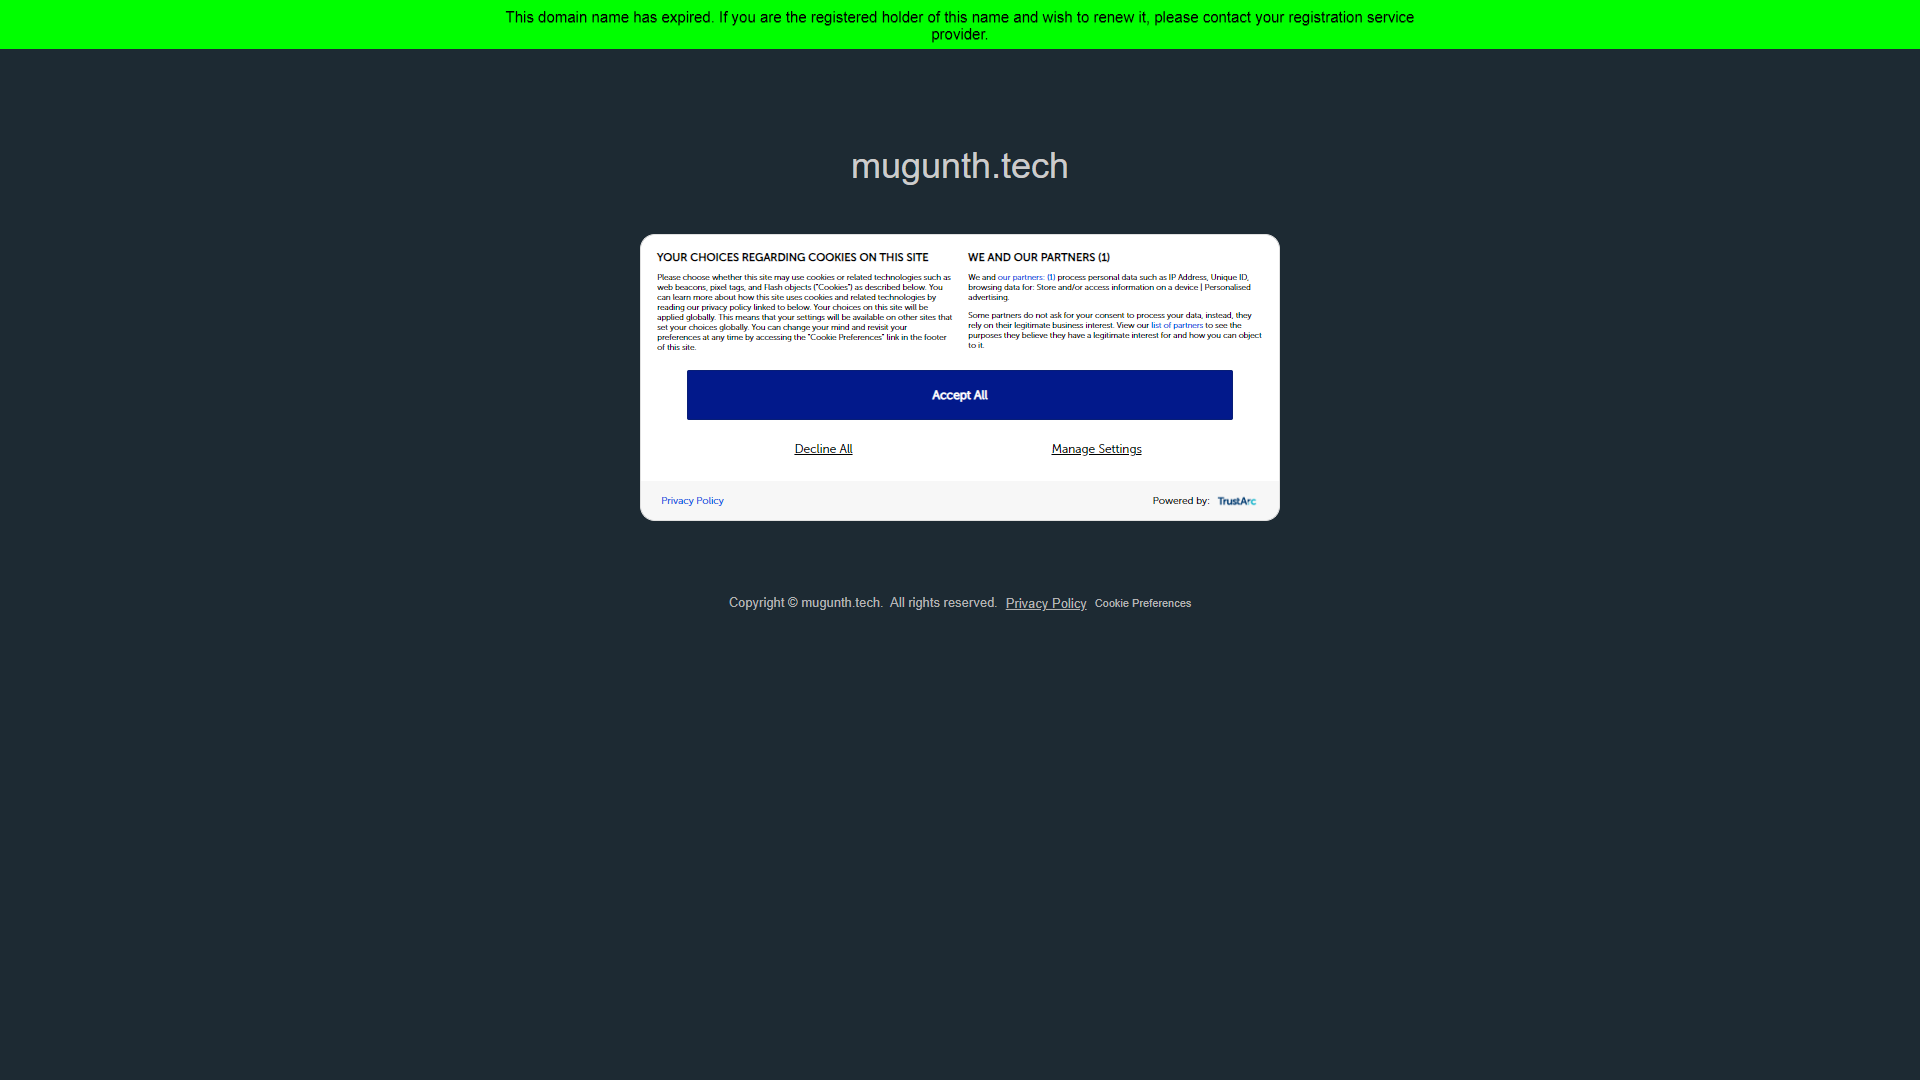 This domain name has expired. If you are the registered holder of this name and wish to renew it, please contact your registration service
provider.
mugunth.tech
YOUR CHOICES REGARDING COOKIES ON THIS SITE
Please choose whether this site may use cookies or related technologies such as
web beacons, pixel tags, and Flash objects ("Cookies") as described below. You
can learn more about how this site uses cookies and related technologies by
reading our privacy policy linked to below. Your choices on this site will be
applied globally. This means that your settings will be available on other sites that
set your choices globally. You can change your mind and revisit your
preferences at any time by accessing the "Cookie Preferences" link in the footer
of this site.
WE AND OUR PARTNERS (1)
We and our partners: (1) process personal data such as IP Address, Unique ID,
browsing data for: Store and/or access information on a device | Personalised
advertising.
Some partners do not ask for your consent to process your data, instead, they
rely on their legitimate business interest. View our list of partners to see the
purposes they believe they have a legitimate interest for and how you can object
to it.
Accept All
Decline All
Manage Settings
Privacy Policy
Powered by: TrustArc
Copyright © mugunth.tech. All rights reserved. Privacy Policy Cookie Preferences